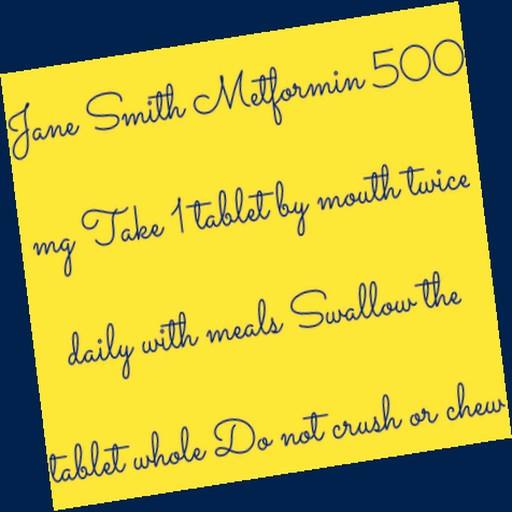 Jane Smith Metformin 500
mg Take 1 tablet by mouth twice
daily with meals Swallow the
tablet whole Do not crush or chew